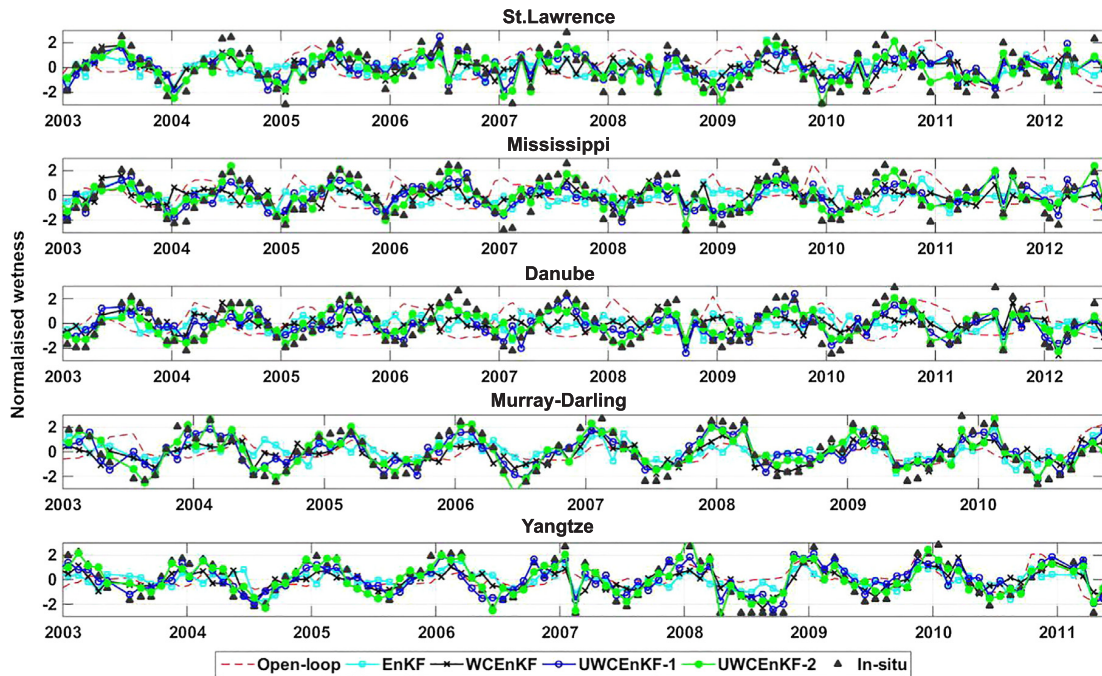 St.Lawrence
2
0
-2
2003 2004 2005 2006 2007 2008 2009 2010 2011 2012
Mississippi
2
0
-2
2003 2004 2005 2006 2007 2008 2009 2010 2011 2012
Danube
2
0
-2
2003 2004 2005 2006 2007 2008 2009 2010 2011 2012
Murray-Darling
2
0
-2
2003 2004 2005 2006 2007 2008 2009 2010
Yangtze
2
0
-2
2003 2004 2005 2006 2007 2008 2009 2010 2011
Normalaised wetness
Open-loop EnKF WCEnKF UWCEnKF-1 UWCEnKF-2 In-situ